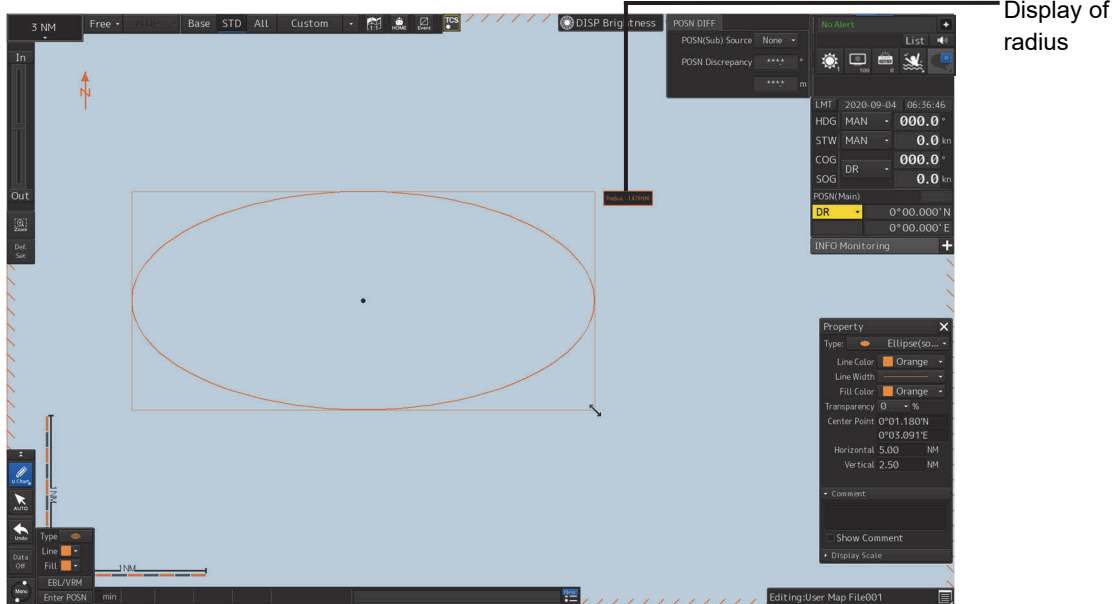 Display of
radius
3 NM
Free
Base STD All Custom
HOME
Event
TCS
DISP Brightness
POSN DIFF
POSN(Sub) Source None
POSN Discrepancy ****.* °
****.* m
No Alert
List
100
0
LMT 2020-09-04 06:36:46
HDG MAN 000.0 °
STW MAN 0.0 kn
COG DR 000.0 °
SOG 0.0 kn
POSN(Main)
DR 0°00.000'N
0°00.000'E
INFO Monitoring
In
Out
Zoom
Def.
Set
N
Property
Type: Ellipse(so...
Line Color Orange
Line Width
Fill Color Orange
Transparency 0 %
Center Point 0°01.180'N
0°03.091'E
Horizontal 5.00 NM
Vertical 2.50 NM
Comment
Show Comment
Display Scale
U.Chart
AUTO
Undo
Data
Off
Menu
1NM
Type
Line
Fill
EBL/VRM
Enter POSN
1NM
min
New
Editing:User Map File001